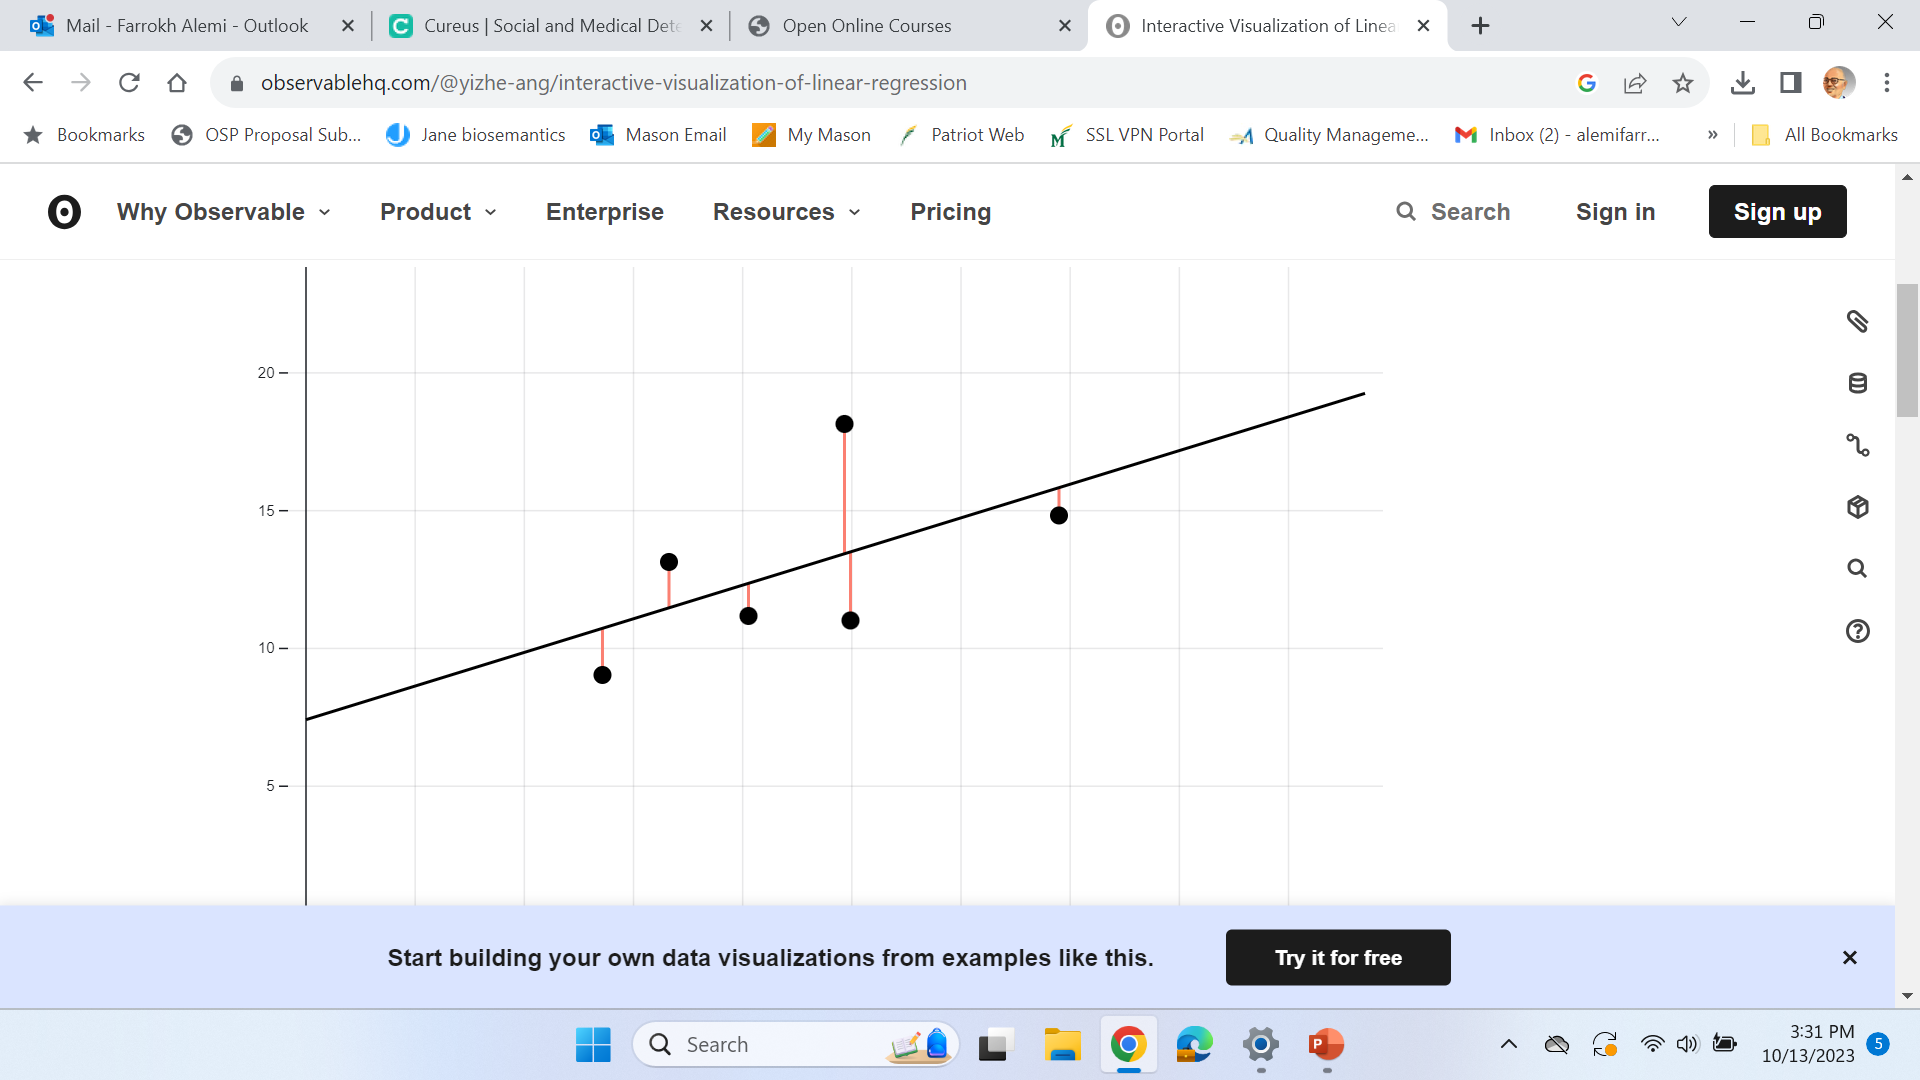 Mail - Farrokh Alemi - Outlook
Cureus | Social and Medical Dete
Open Online Courses
Interactive Visualization of Linea
observablehq.com/@yizhe-ang/interactive-visualization-of-linear-regression
Bookmarks OSP Proposal Sub... Jane biosemantics Mason Email My Mason Patriot Web SSL VPN Portal Quality Manageme... Inbox (2) - alemifarr... » All Bookmarks
Why Observable Product Enterprise Resources Pricing Search Sign in Sign up
20
15
10
5
Start building your own data visualizations from examples like this. Try it for free
Search
3:31 PM
10/13/2023
5